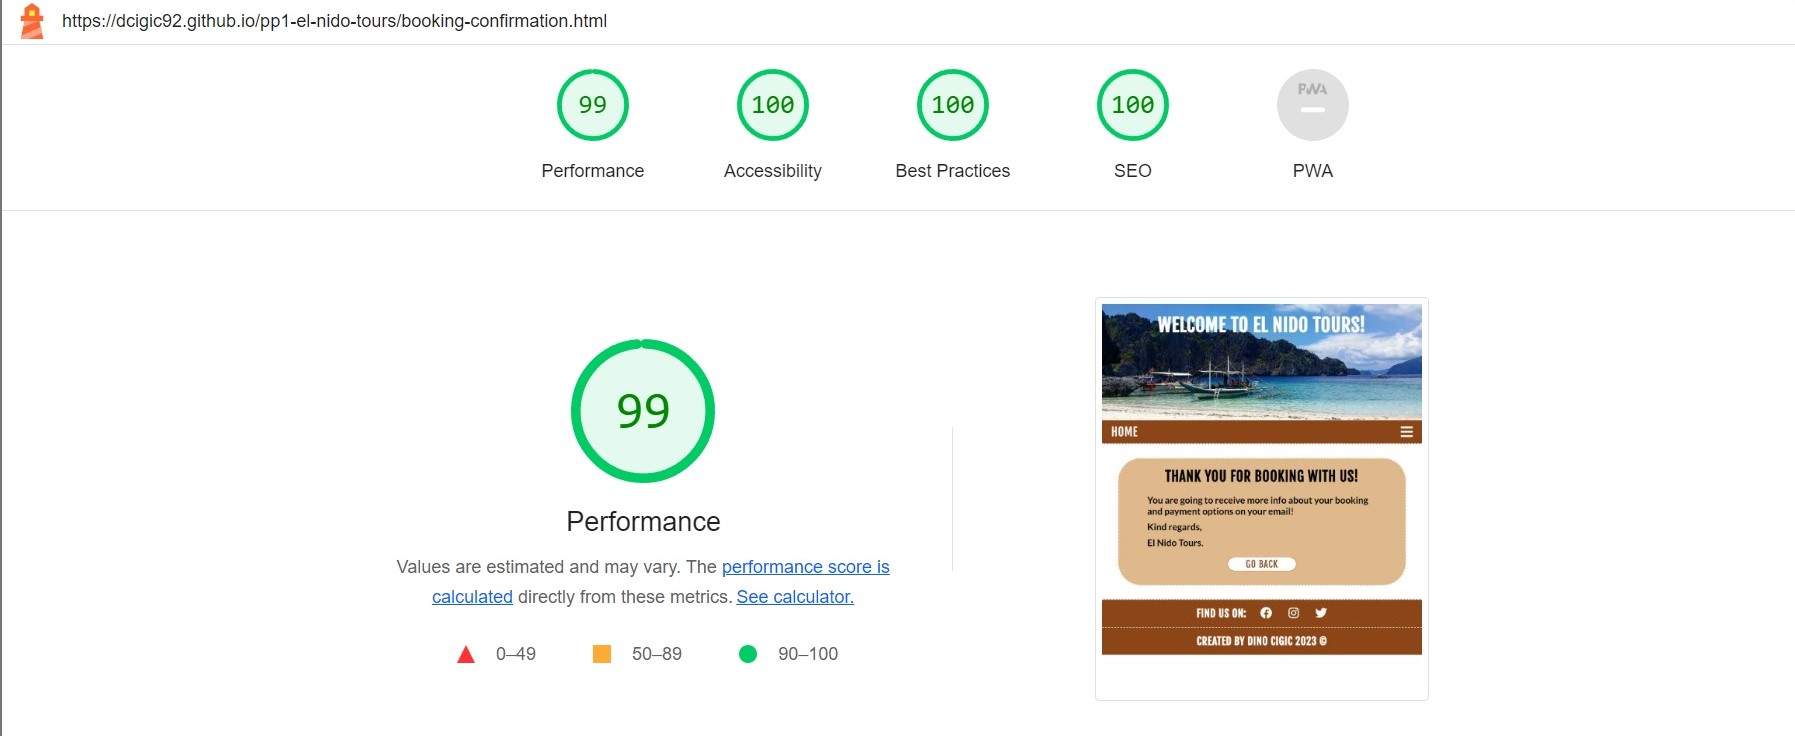 https://dcigic92.github.io/pp1-el-nido-tours/booking-confirmation.html
99
100
100
100
PWA
Performance
Accessibility
Best Practices
SEO
PWA
99
Performance
Values are estimated and may vary. The performance score is
calculated directly from these metrics. See calculator.
0–49
50–89
90–100
WELCOME TO EL NIDO TOURS!
HOME
THANK YOU FOR BOOKING WITH US!
You are going to receive more info about your booking
and payment options on your email!
Kind regards,
El Nido Tours.
GO BACK
FIND US ON:
CREATED BY DINO CIGIC 2023 ©